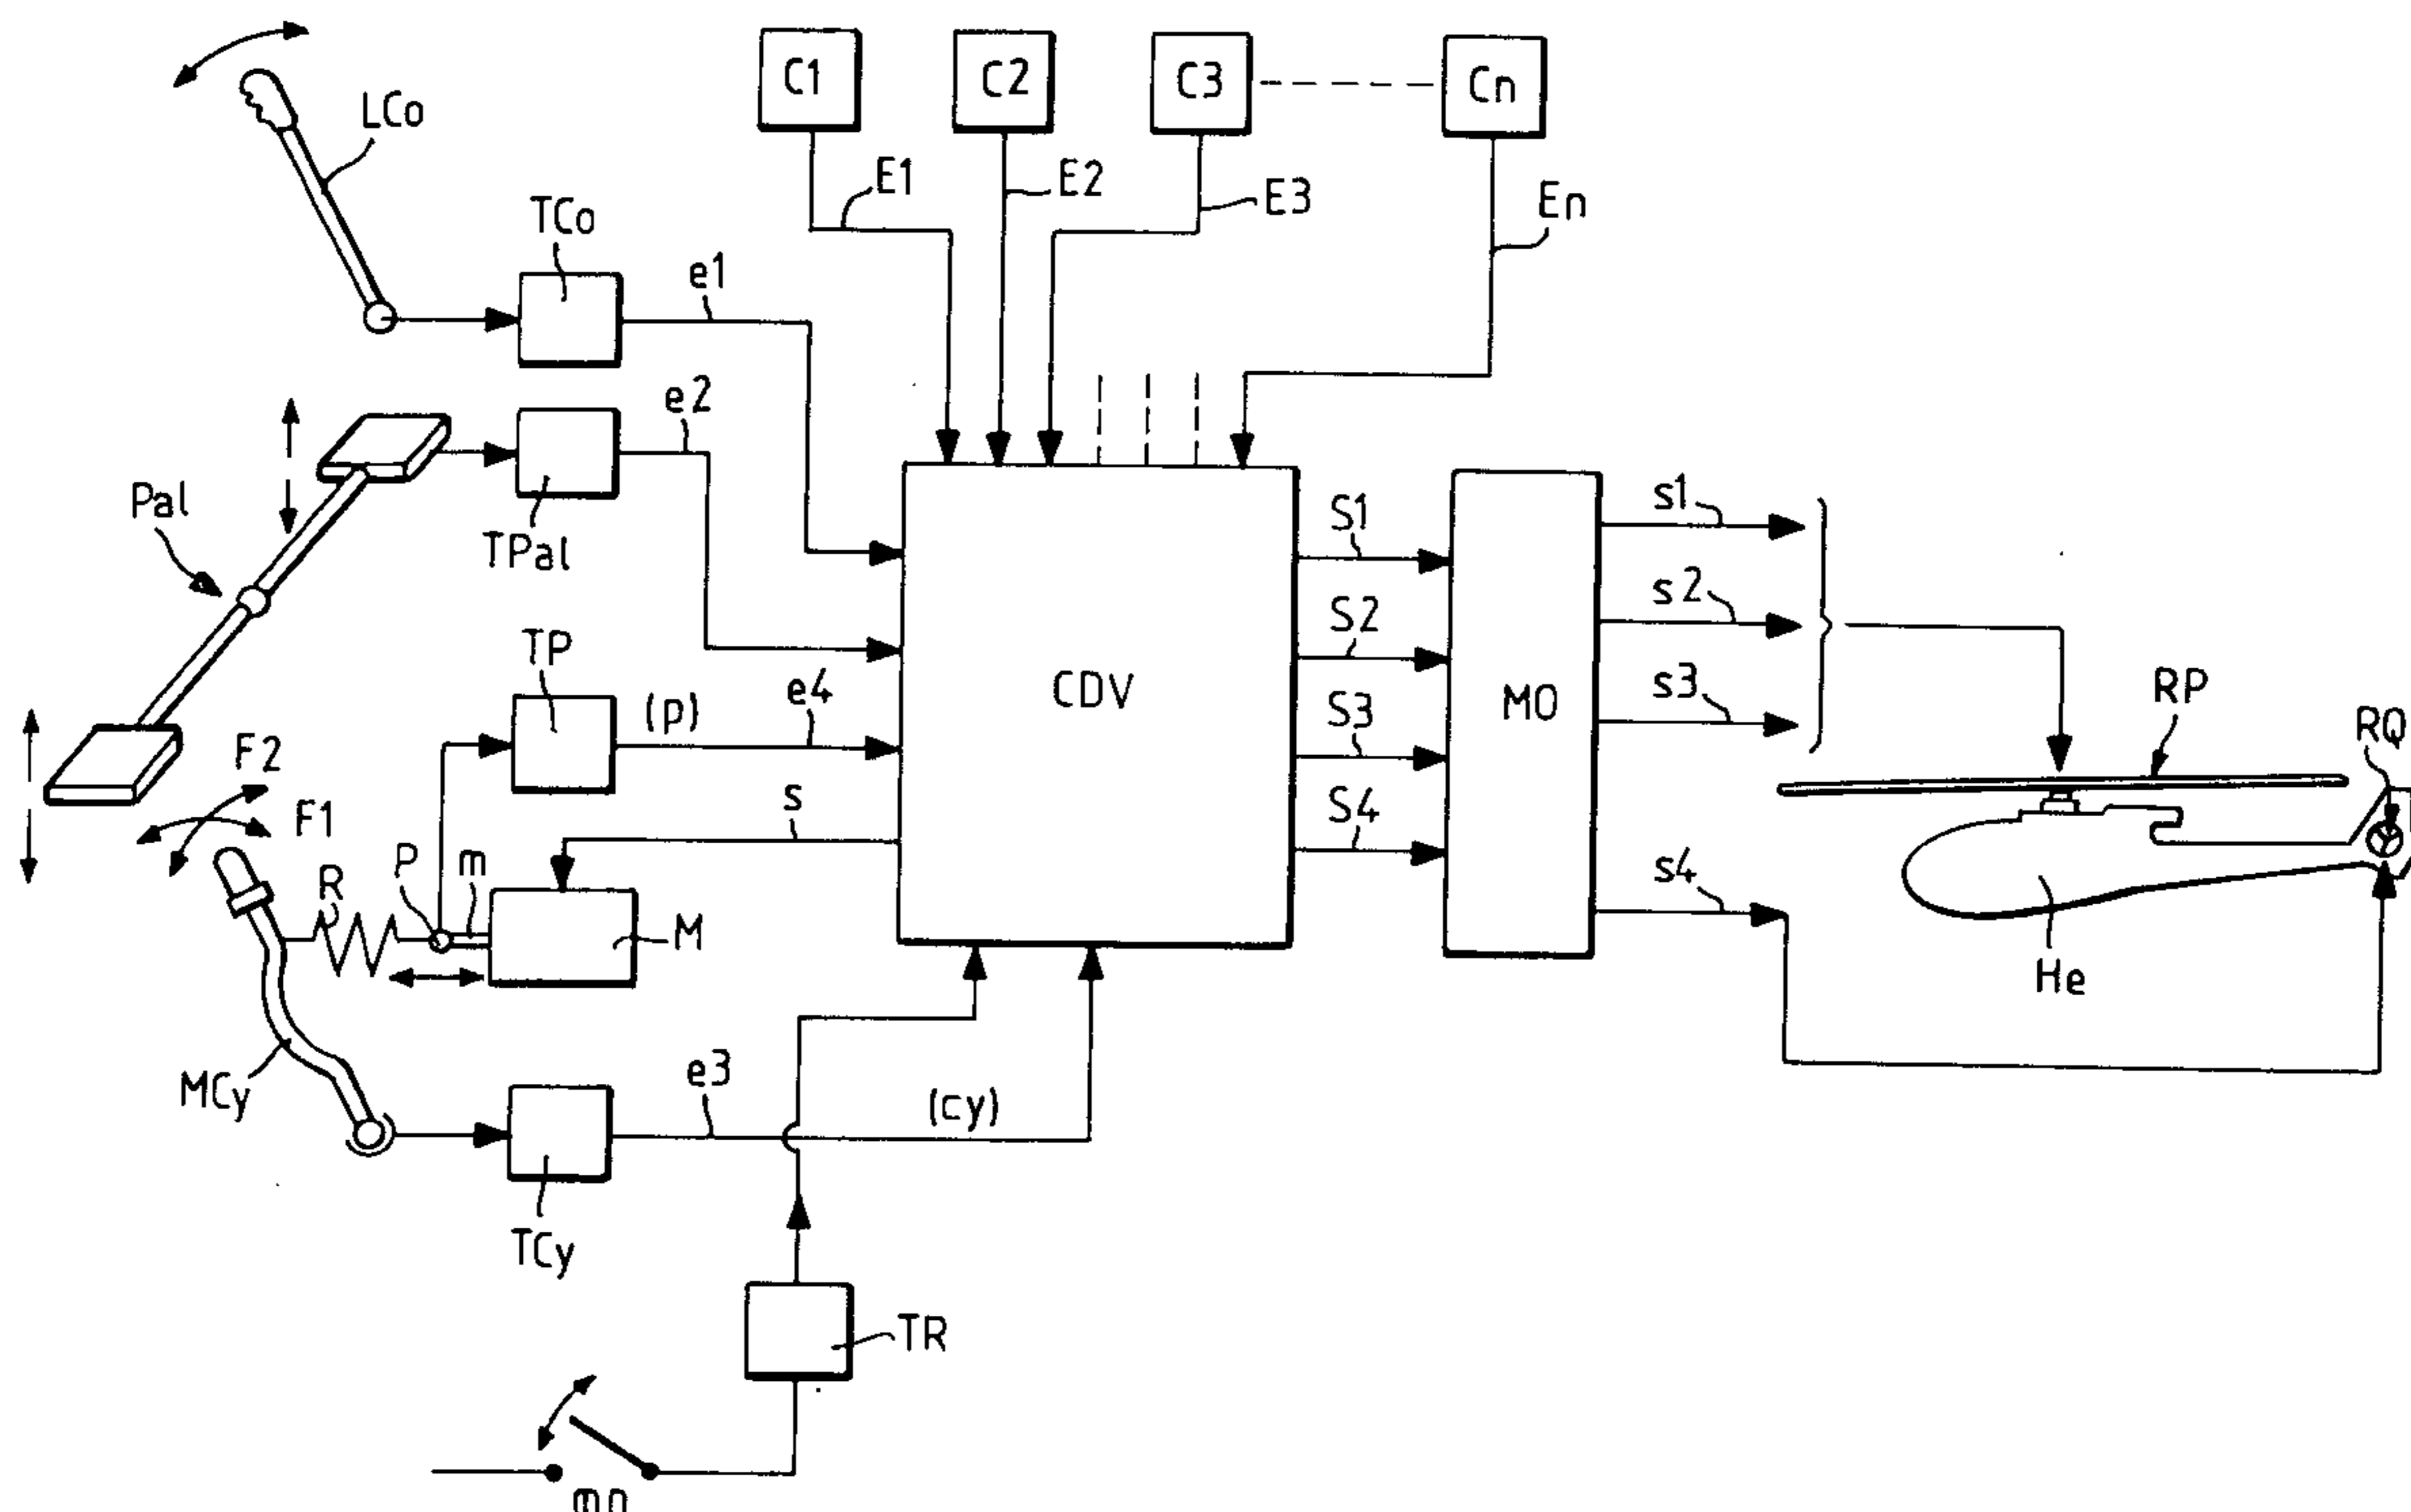 C1
C2
C3
Cn
LCo
E1
E2
E3
En
TCo
e1
e2
Pal
TPal
S1
s1
S2
s2
TP
(p)
e4
CDV
MO
S3
s3
RP
RQ
F2
F1
s
S4
s4
R
P
m
M
He
MCy
e3
(cy)
TCy
TR